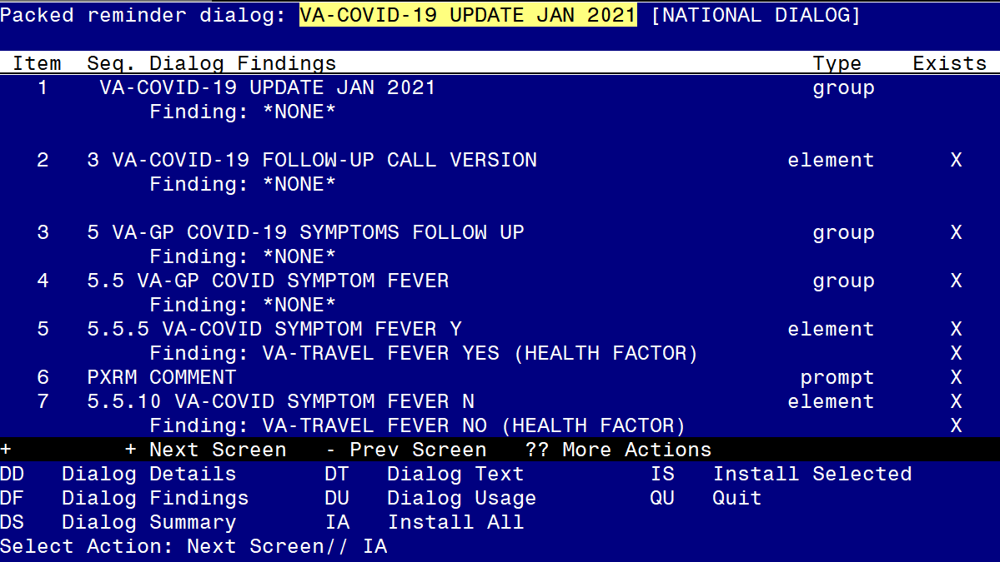 Packed reminder dialog: VA-COVID-19 UPDATE JAN 2021 [NATIONAL DIALOG]
Item  Seq. Dialog Findings                                      Type    Exists
1    VA-COVID-19 UPDATE JAN 2021                              group
Finding: *NONE*
2   3 VA-COVID-19 FOLLOW-UP CALL VERSION                    element      X
Finding: *NONE*
3   5 VA-GP COVID-19 SYMPTOMS FOLLOW UP                       group      X
Finding: *NONE*
4   5.5 VA-GP COVID SYMPTOM FEVER                             group      X
Finding: *NONE*
5   5.5.5 VA-COVID SYMPTOM FEVER Y                          element      X
Finding: VA-TRAVEL FEVER YES (HEALTH FACTOR)                    X
6   PXRM COMMENT                                             prompt      X
7   5.5.10 VA-COVID SYMPTOM FEVER N                         element      X
Finding: VA-TRAVEL FEVER NO (HEALTH FACTOR)                     X
+         + Next Screen   - Prev Screen   ?? More Actions
DD   Dialog Details       DT   Dialog Text          IS   Install Selected
DF   Dialog Findings      DU   Dialog Usage         QU   Quit
DS   Dialog Summary       IA   Install All
Select Action: Next Screen// IA